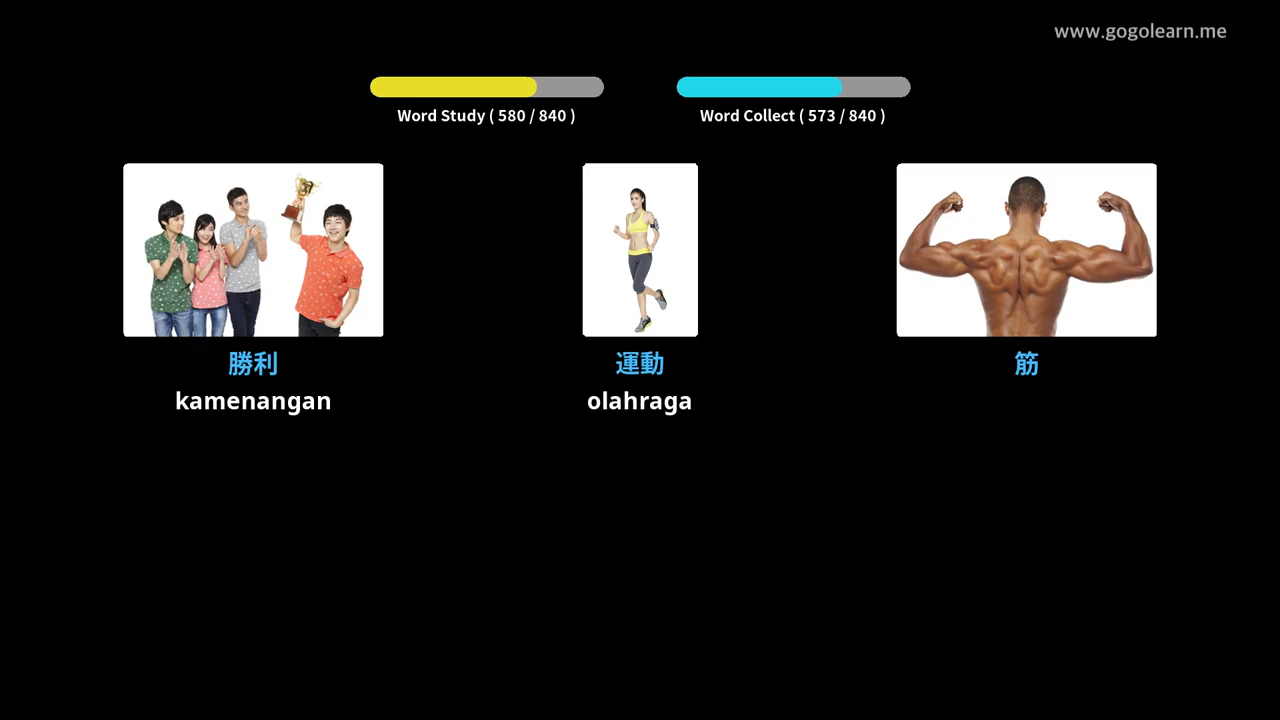 www.gogolearn.me
Word Study ( 580 / 840 )
Word Collect ( 573 / 840 )
勝利
運動
筋
kamenangan
olahraga